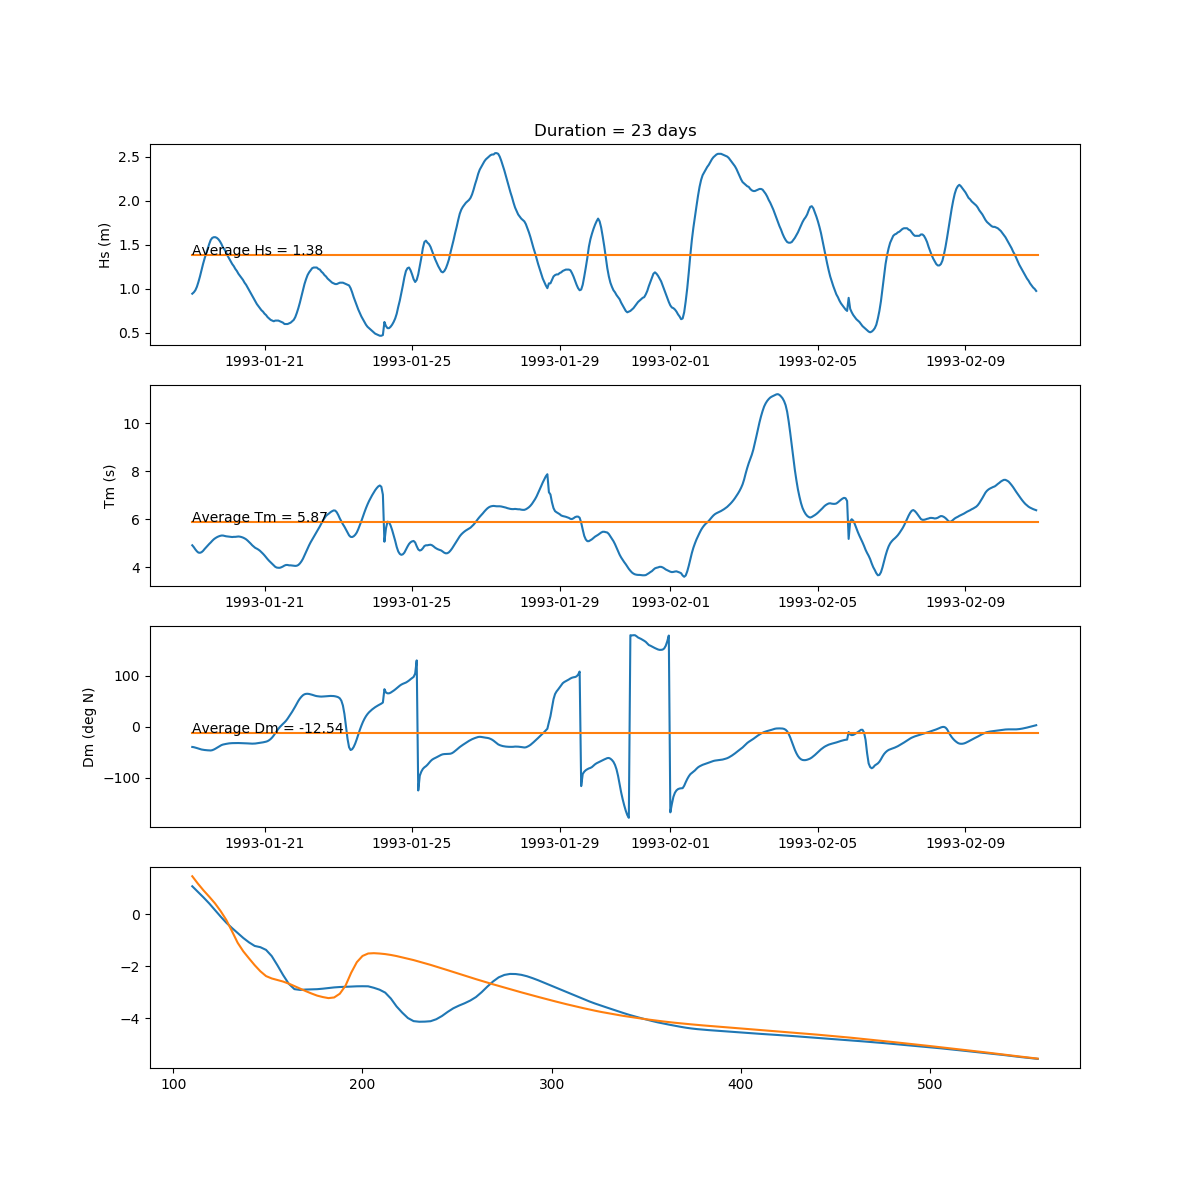 Duration = 23 days
2.5
2.0
1.5
1.0
0.5
Hs (m)
Average Hs = 1.38
1993-01-21 1993-01-25 1993-01-29 1993-02-01 1993-02-05 1993-02-09
10
8
6
4
Tm (s)
Average Tm = 5.87
1993-01-21 1993-01-25 1993-01-29 1993-02-01 1993-02-05 1993-02-09
100
0
−100
Dm (deg N)
Average Dm = -12.54
1993-01-21 1993-01-25 1993-01-29 1993-02-01 1993-02-05 1993-02-09
0
−2
−4
100 200 300 400 500